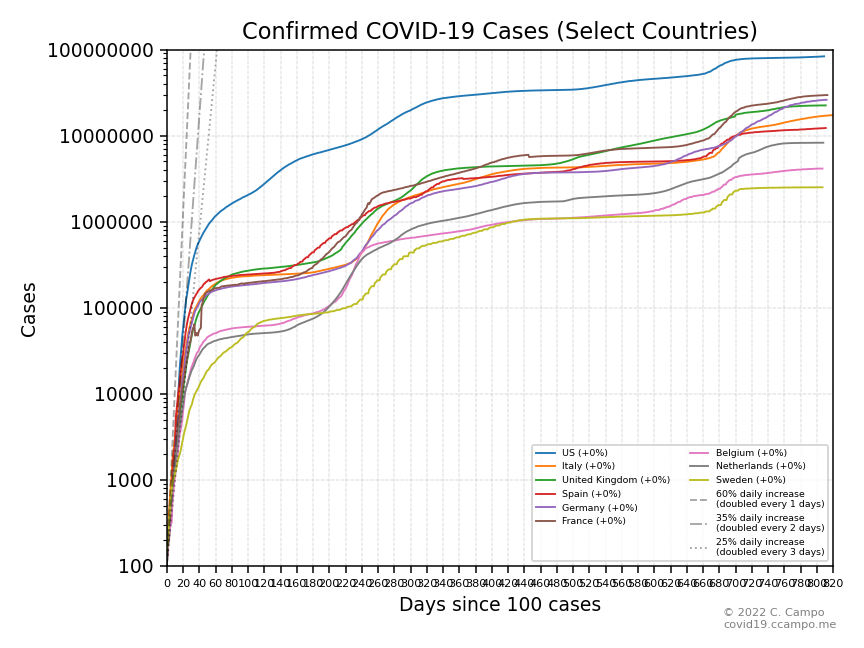 Confirmed COVID-19 Cases (Select Countries)
100000000
10000000
1000000
100000
10000
1000
100
Cases
US (+0%)
Italy (+0%)
United Kingdom (+0%)
Spain (+0%)
Germany (+0%)
France (+0%)
Belgium (+0%)
Netherlands (+0%)
Sweden (+0%)
60% daily increase
(doubled every 1 days)
35% daily increase
(doubled every 2 days)
25% daily increase
(doubled every 3 days)
0 20 40 60 80 100 120 140 160 180 200 220 240 260 280 300 320 340 360 380 400 420 440 460 480 500 520 540 560 580 600 620 640 660 680 700 720 740 760 780 800 820
Days since 100 cases
© 2022 C. Campo
covid19.ccampo.me